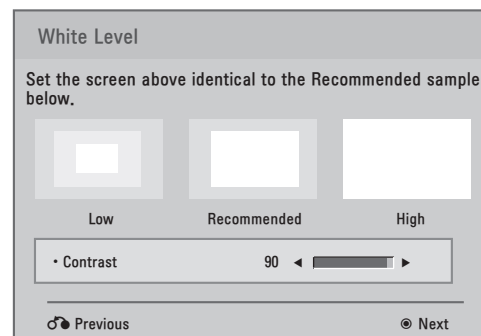 White Level
Set the screen above identical to the Recommended sample
below.
Low Recommended High
• Contrast 90 ◄ ►
Previous ◉ Next